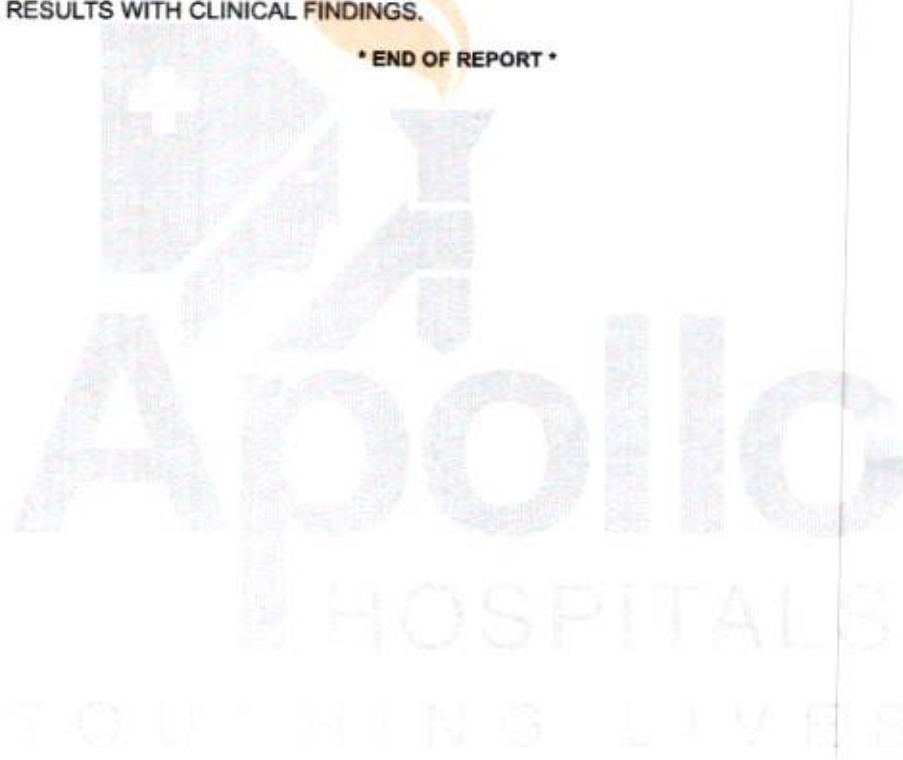 RESULTS WITH CLINICAL FINDINGS.
* END OF REPORT *
Apollo
HOSPITALS
TOUCHING LIVES